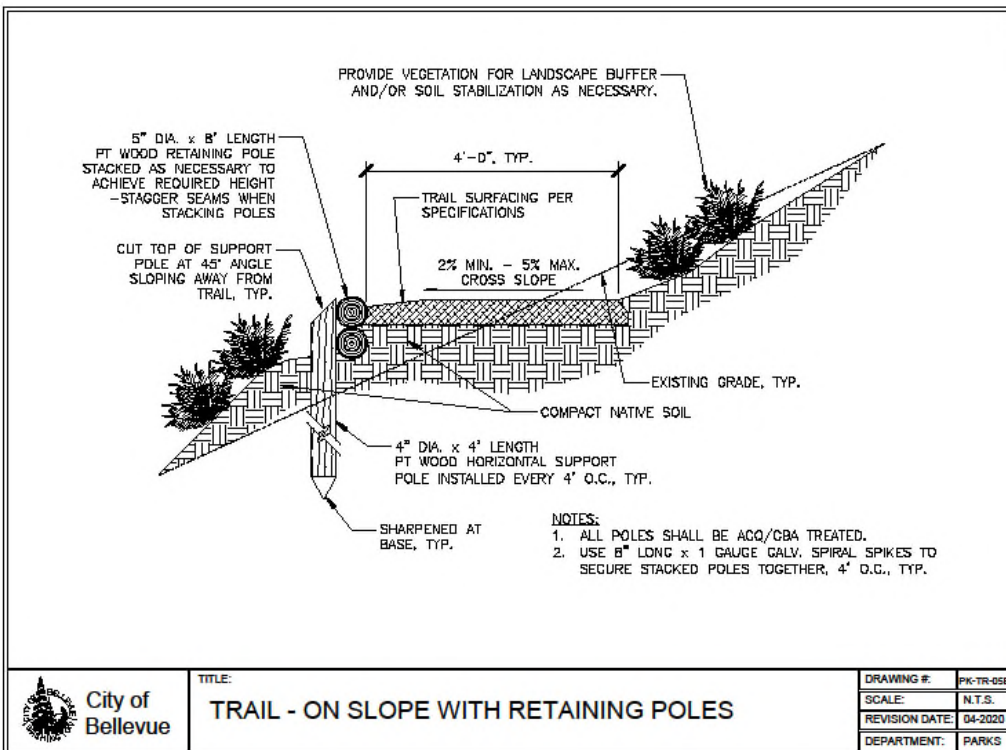 PROVIDE VEGETATION FOR LANDSCAPE BUFFER
AND/OR SOIL STABILIZATION AS NECESSARY.
5" DIA. x 8' LENGTH
PT WOOD RETAINING POLE
STACKED AS NECESSARY TO
ACHIEVE REQUIRED HEIGHT
-STAGGER SEAMS WHEN
STACKING POLES
4'-0", TYP.
TRAIL SURFACING PER
SPECIFICATIONS
CUT TOP OF SUPPORT
POLE AT 45° ANGLE
SLOPING AWAY FROM
TRAIL, TYP.
2% MIN. - 5% MAX.
CROSS SLOPE
EXISTING GRADE, TYP.
COMPACT NATIVE SOIL
4" DIA. x 4' LENGTH
PT WOOD HORIZONTAL SUPPORT
POLE INSTALLED EVERY 4' O.C., TYP.
SHARPENED AT
BASE, TYP.
NOTES:
1. ALL POLES SHALL BE ACQ/CBA TREATED.
2. USE 8" LONG x 1 GAUGE GALV. SPIRAL SPIKES TO
SECURE STACKED POLES TOGETHER, 4' O.C., TYP.
City of
Bellevue
TITLE:
TRAIL - ON SLOPE WITH RETAINING POLES
DRAWING #:
SCALE: N.T.S.
REVISION DATE: 04-2020
DEPARTMENT: PARKS